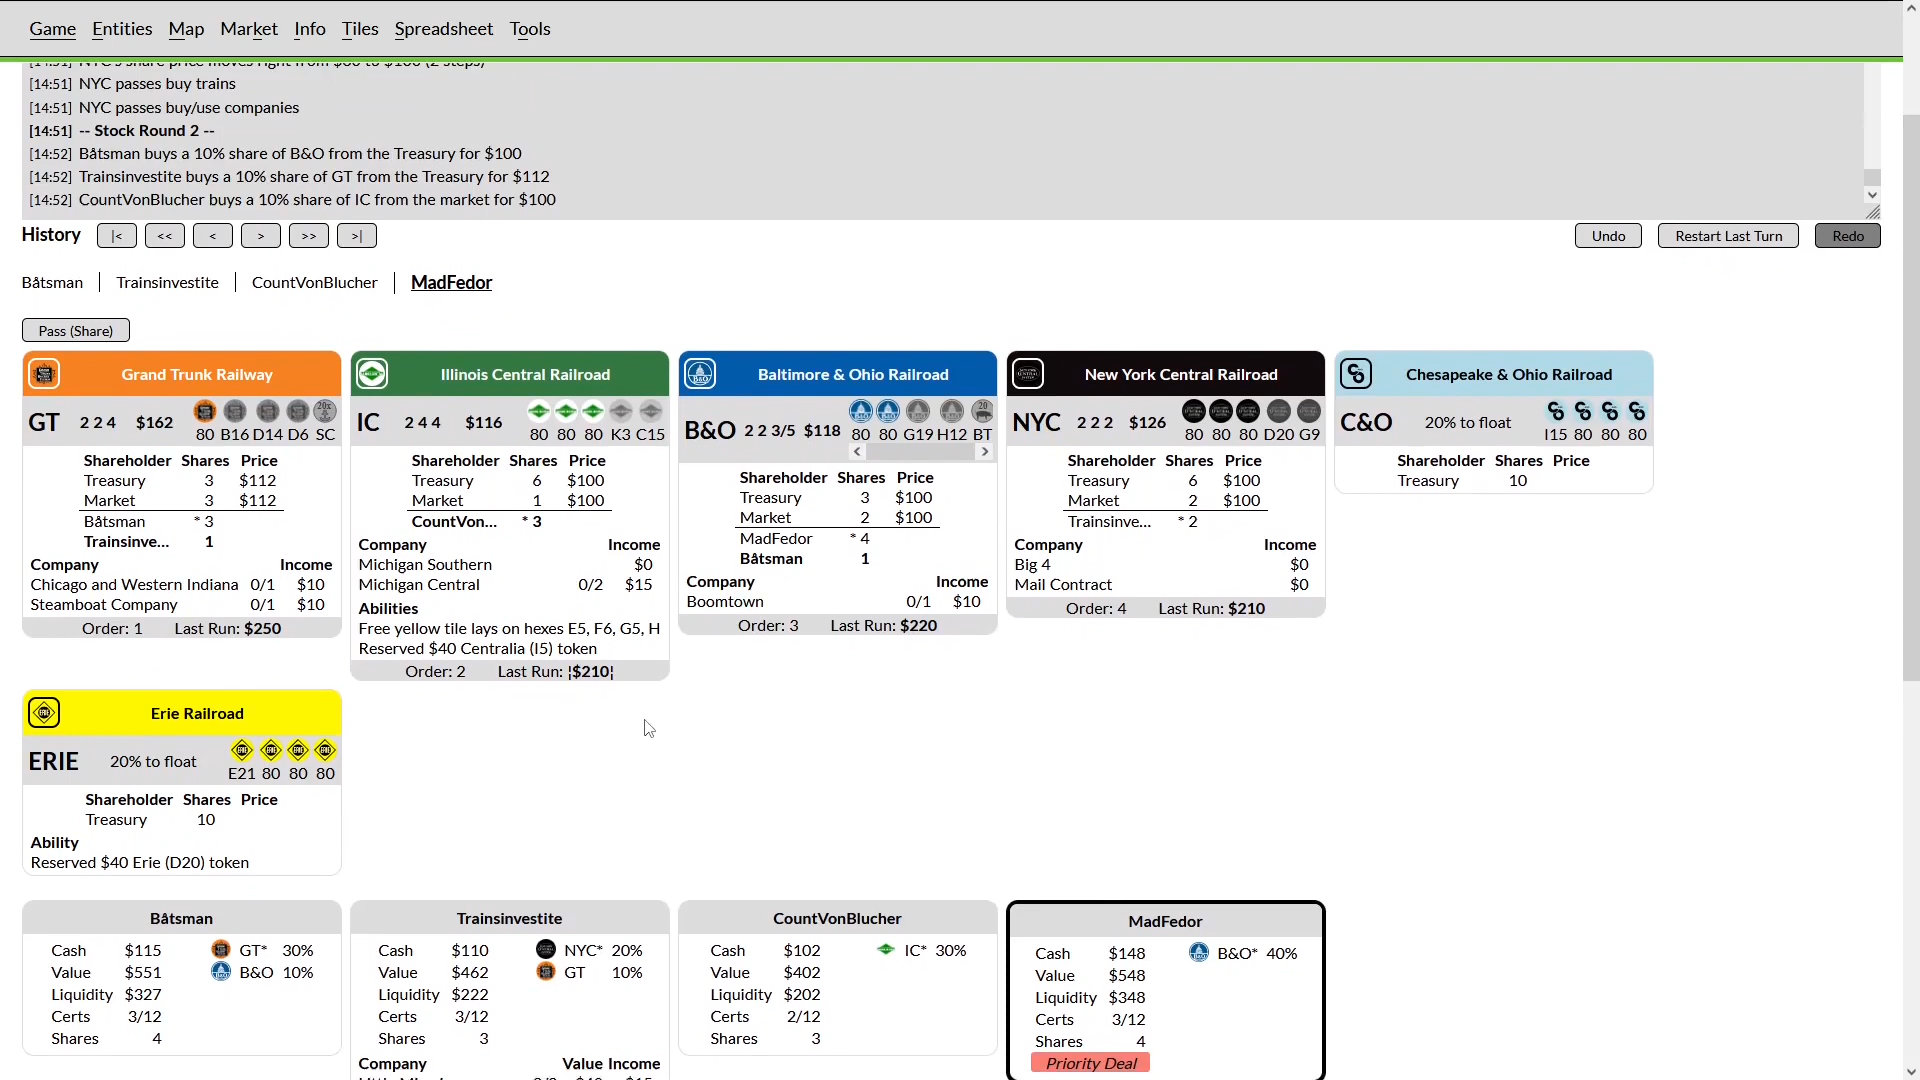 Game Entities Map Market Info Tiles Spreadsheet Tools
[14:51] NYC's share price moves right from $80 to $100 (2 steps)
[14:51] NYC passes buy trains
[14:51] NYC passes buy/use companies
[14:51] -- Stock Round 2 --
[14:52] Båtsman buys a 10% share of B&O from the Treasury for $100
[14:52] Trainsinvestite buys a 10% share of GT from the Treasury for $112
[14:52] CountVonBlucher buys a 10% share of IC from the market for $100
History |< << < > >> >| Undo Restart Last Turn Redo
Båtsman Trainsinvestite CountVonBlucher MadFedor
Pass (Share)
Grand Trunk Railway
GT 2 2 4 $162 20x
80 B16 D14 D6 SC
Shareholder Shares Price
Treasury 3 $112
Market 3 $112
Båtsman * 3
Trainsinve... 1
Company Income
Chicago and Western Indiana 0/1 $10
Steamboat Company 0/1 $10
Order: 1 Last Run: $250
Illinois Central Railroad
IC 2 4 4 $116
80 80 80 K3 C15
Shareholder Shares Price
Treasury 6 $100
Market 1 $100
CountVon... * 3
Company Income
Michigan Southern $0
Michigan Central 0/2 $15
Abilities
Free yellow tile lays on hexes E5, F6, G5, H
Reserved $40 Centralia (I5) token
Order: 2 Last Run: ¦$210¦
Baltimore & Ohio Railroad
B&O 2 2 3/5 $118 20
80 80 G19 H12 BT
Shareholder Shares Price
Treasury 3 $100
Market 2 $100
MadFedor * 4
Båtsman 1
Company Income
Boomtown 0/1 $10
Order: 3 Last Run: $220
New York Central Railroad
NYC 2 2 2 $126
80 80 80 D20 G9
Shareholder Shares Price
Treasury 6 $100
Market 2 $100
Trainsinve... * 2
Company Income
Big 4 $0
Mail Contract $0
Order: 4 Last Run: $210
Chesapeake & Ohio Railroad
C&O 20% to float
I15 80 80 80
Shareholder Shares Price
Treasury 10
Erie Railroad
ERIE 20% to float
E21 80 80 80
Shareholder Shares Price
Treasury 10
Ability
Reserved $40 Erie (D20) token
Båtsman
Cash $115 GT* 30%
Value $551 B&O 10%
Liquidity $327
Certs 3/12
Shares 4
Trainsinvestite
Cash $110 NYC* 20%
Value $462 GT 10%
Liquidity $222
Certs 3/12
Shares 3
Company Value Income
CountVonBlucher
Cash $102 IC* 30%
Value $402
Liquidity $202
Certs 2/12
Shares 3
MadFedor
Cash $148 B&O* 40%
Value $548
Liquidity $348
Certs 3/12
Shares 4
Priority Deal